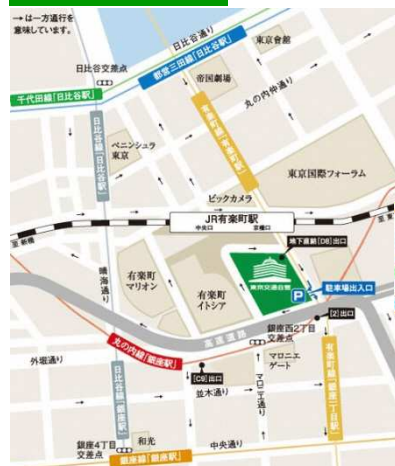 →は一方通行を
意味しています。
日比谷通り
東京會館
都営三田線「日比谷駅」
日比谷交差点
千代田線「日比谷駅」
帝国劇場
丸の内仲通り
有楽町線「有楽町駅」
日比谷線「日比谷駅」
ペニンシュラ
東京
東京国際フォーラム
ビックカメラ
JR有楽町駅
中央口
京橋口
至新橋
至東
地下通路[D8]出口
東京交通会館
P
駐車場出入口
晴海通り
有楽町
マリオン
有楽町
イトシア
[2]出口
高速道路
銀座西2丁目
交差点
外堀通り
丸の内線「銀座駅」
マロニエ
ゲート
[C9]出口
並木通り
マロニエ通り
有楽町線「銀座一丁目駅」
日比谷線「銀座駅」
銀座4丁目
交差点
和光
中央通り
銀座線「銀座駅」